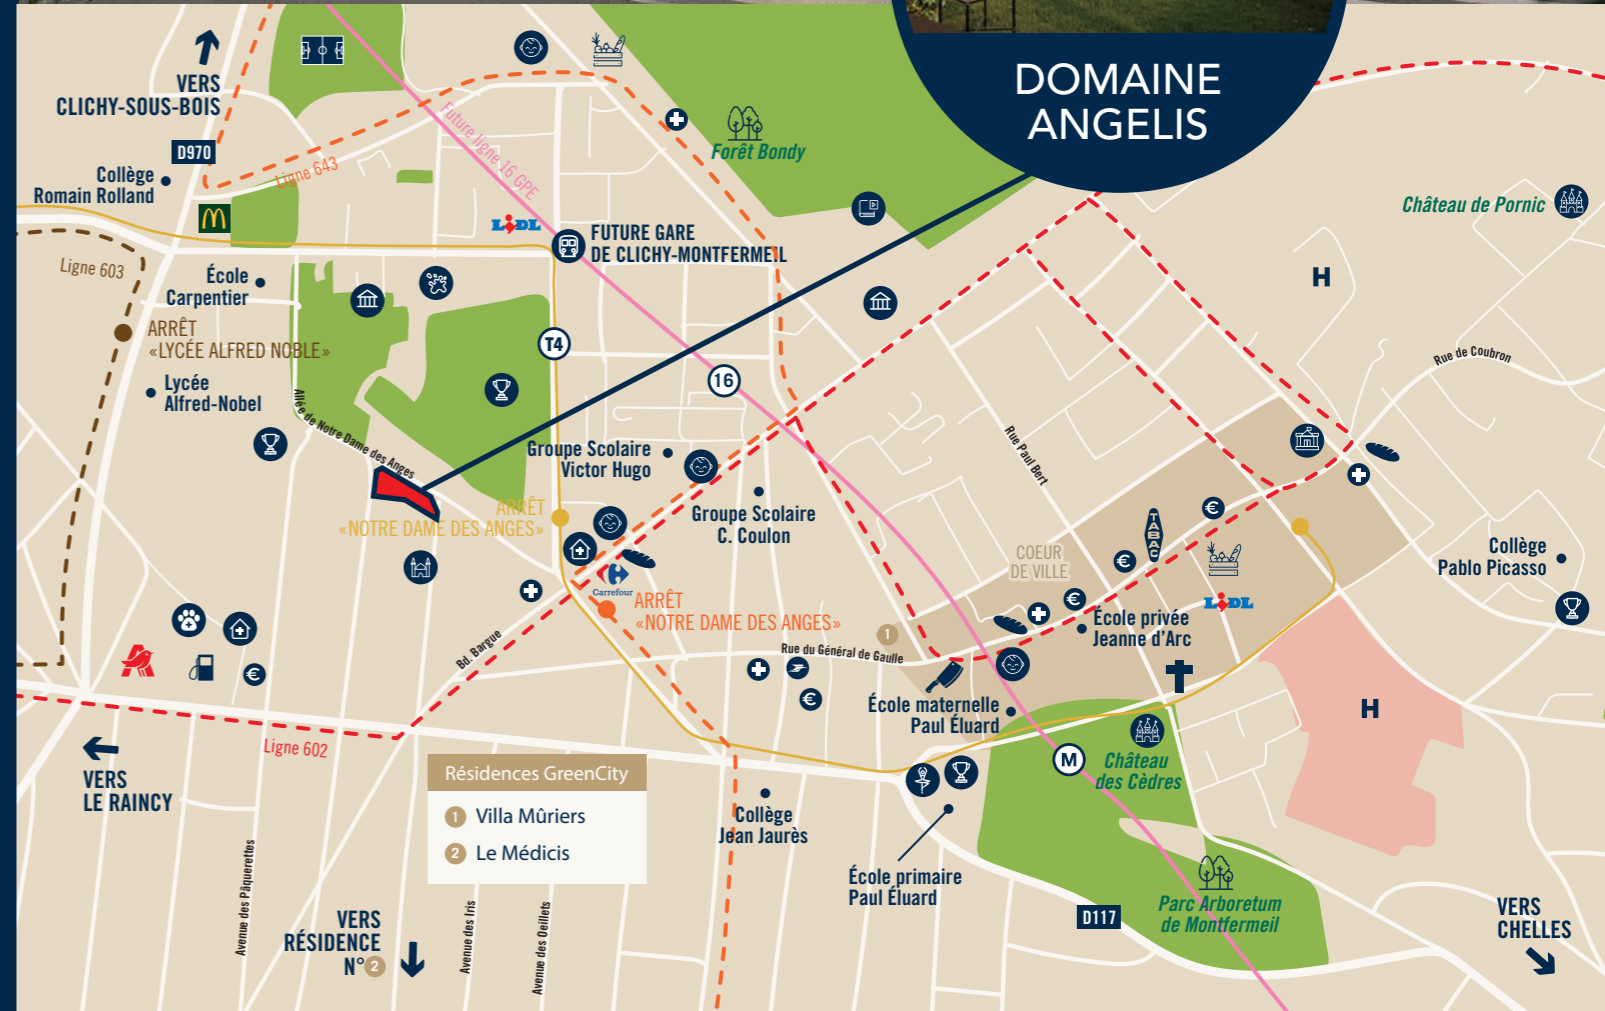 DOMAINE
ANGELIS
VERS
CLICHY-SOUS-BOIS
D970
Collège
Romain Rolland
Ligne 643
Future ligne 16 GPE
Forêt Bondy
Château de Pornic
LIDL
FUTURE GARE
DE CLICHY-MONTFERMEIL
Ligne 603
École
Carpentier
H
ARRÊT
«LYCÉE ALFRED NOBLE»
T4
Rue de Coubron
Lycée
Alfred-Nobel
16
Allée de Notre Dame des Anges
Groupe Scolaire
Victor Hugo
Rue Paul Bert
ARRÊT
«NOTRE DAME DES ANGES»
Groupe Scolaire
C. Coulon
€
TABAC
COEUR
DE VILLE
€
Collège
Pablo Picasso
Carrefour
ARRÊT
«NOTRE DAME DES ANGES»
€
LIDL
École privée
Jeanne d'Arc
1
Bd. Bargue
Rue du Général de Gaulle
€
€
École maternelle
Paul Éluard
H
Ligne 602
VERS
LE RAINCY
M
Château
des Cèdres
Résidences GreenCity
1 Villa Mûriers
2 Le Médicis
Collège
Jean Jaurès
École primaire
Paul Éluard
Avenue des Pâquerettes
Avenue des Iris
Avenue des Oeillets
VERS
RÉSIDENCE
N°2
D117
Parc Arboretum
de Montfermeil
VERS
CHELLES